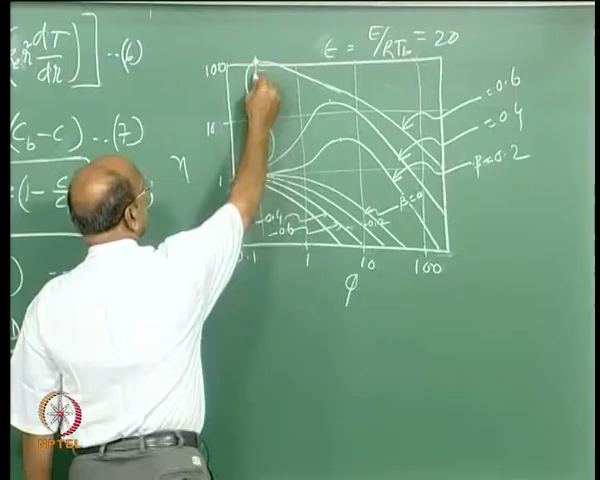 r² dT/dr ] ..(6)
(C_b - C) ..(7)
= (1 -
ε = E/RT_b = 20
100
10
1
η
= 0.6
= 0.4
β = 0.2
β = 0
-0.2
-0.4
-0.6
0.1 1 10 100
φ
NPTEL